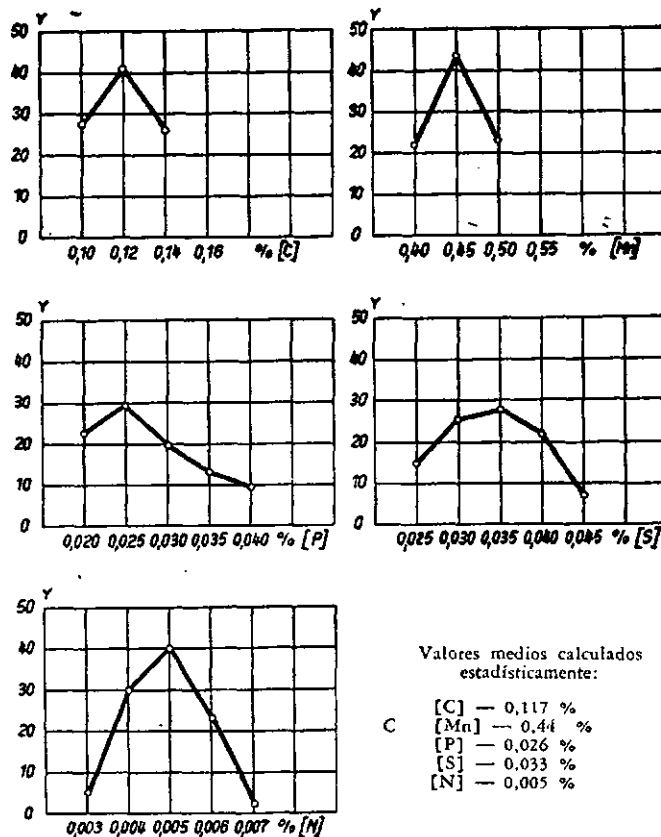 Y
Y
50
50
40
40
30
30
20
20
10
10
0
0
0,10 0,12 0,14 0,16 % [C]
0,40 0,45 0,50 0,55 % [Mn]
Y
Y
50
50
40
40
30
30
20
20
10
10
0
0
0,020 0,025 0,030 0,035 0,040 % [P]
0,025 0,030 0,035 0,040 0,045 % [S]
Y
50
40
30
20
10
0
0,003 0,004 0,005 0,006 0,007 % [N]
Valores medios calculados
estadísticamente:
[C] — 0,117 %
C [Mn] — 0,44 %
[P] — 0,026 %
[S] — 0,033 %
[N] — 0,005 %